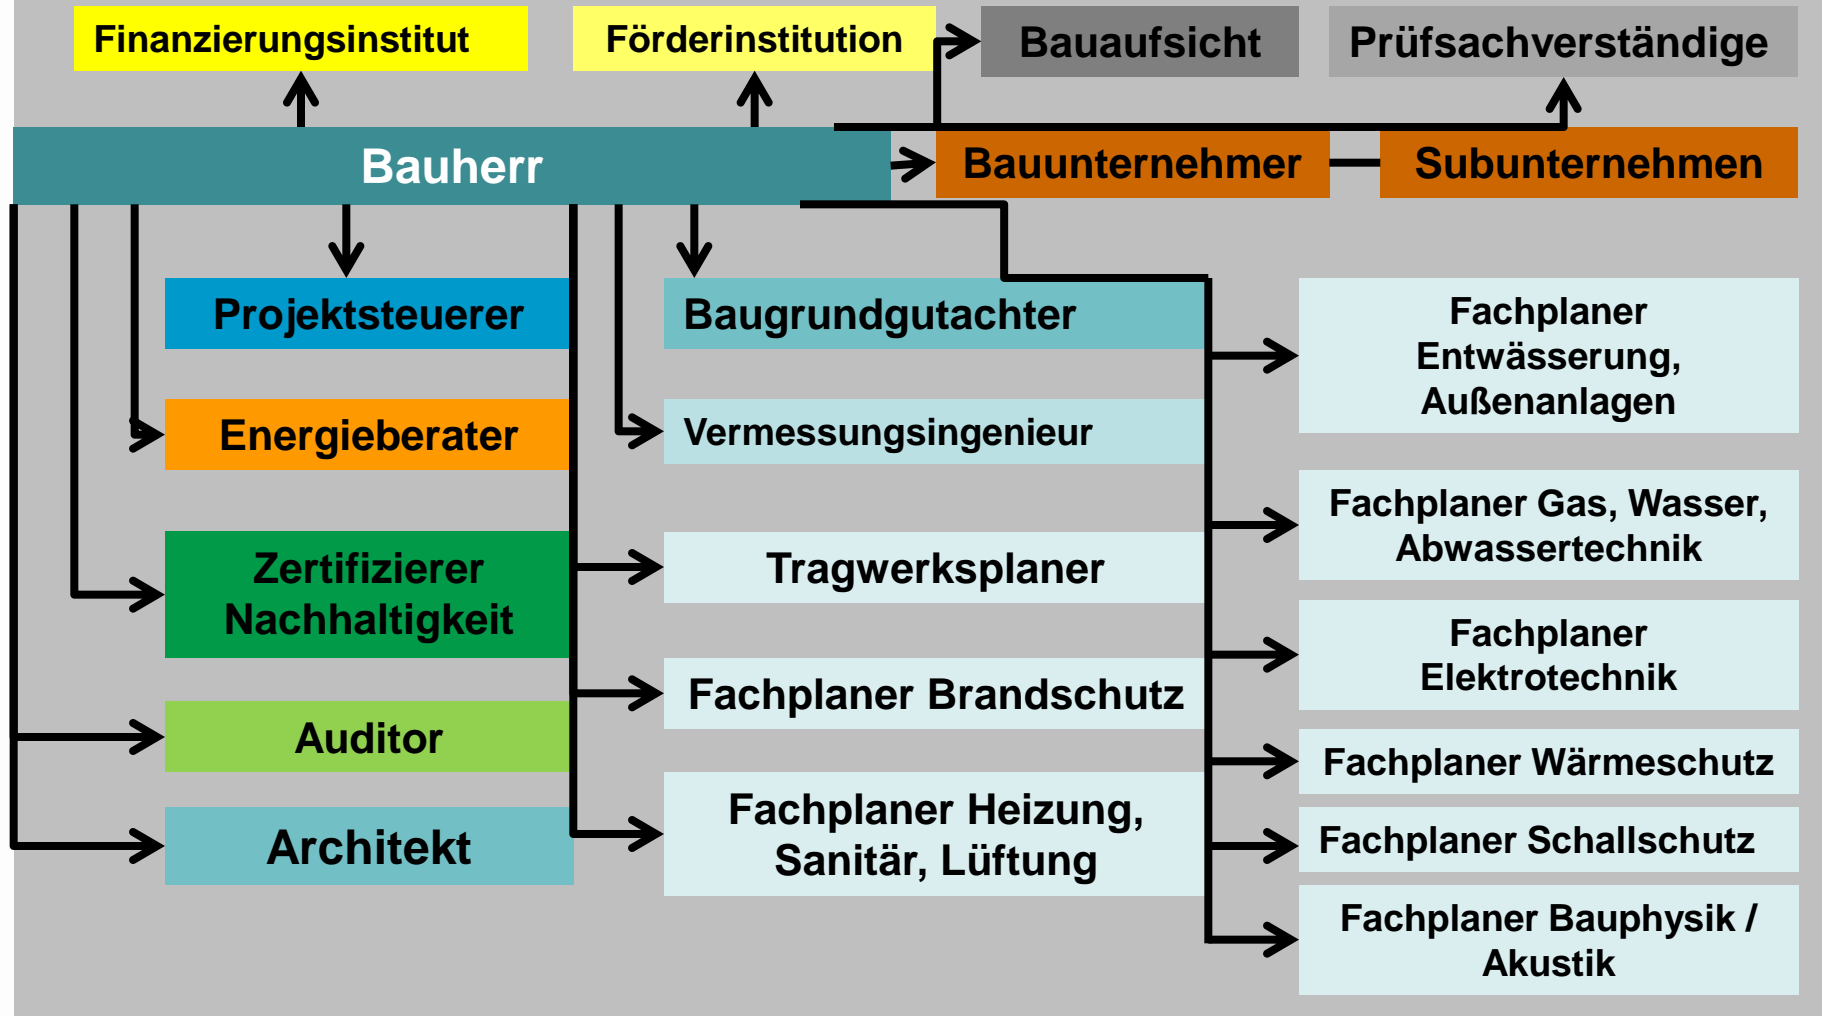 Finanzierungsinstitut
Förderinstitution
Bauaufsicht
Prüfsachverständige
Bauherr
Bauunternehmer
Subunternehmen
Projektsteuerer
Energieberater
Zertifizierer
Nachhaltigkeit
Auditor
Architekt
Baugrundgutachter
Vermessungsingenieur
Tragwerksplaner
Fachplaner Brandschutz
Fachplaner Heizung,
Sanitär, Lüftung
Fachplaner
Entwässerung,
Außenanlagen
Fachplaner Gas, Wasser,
Abwassertechnik
Fachplaner
Elektrotechnik
Fachplaner Wärmeschutz
Fachplaner Schallschutz
Fachplaner Bauphysik /
Akustik